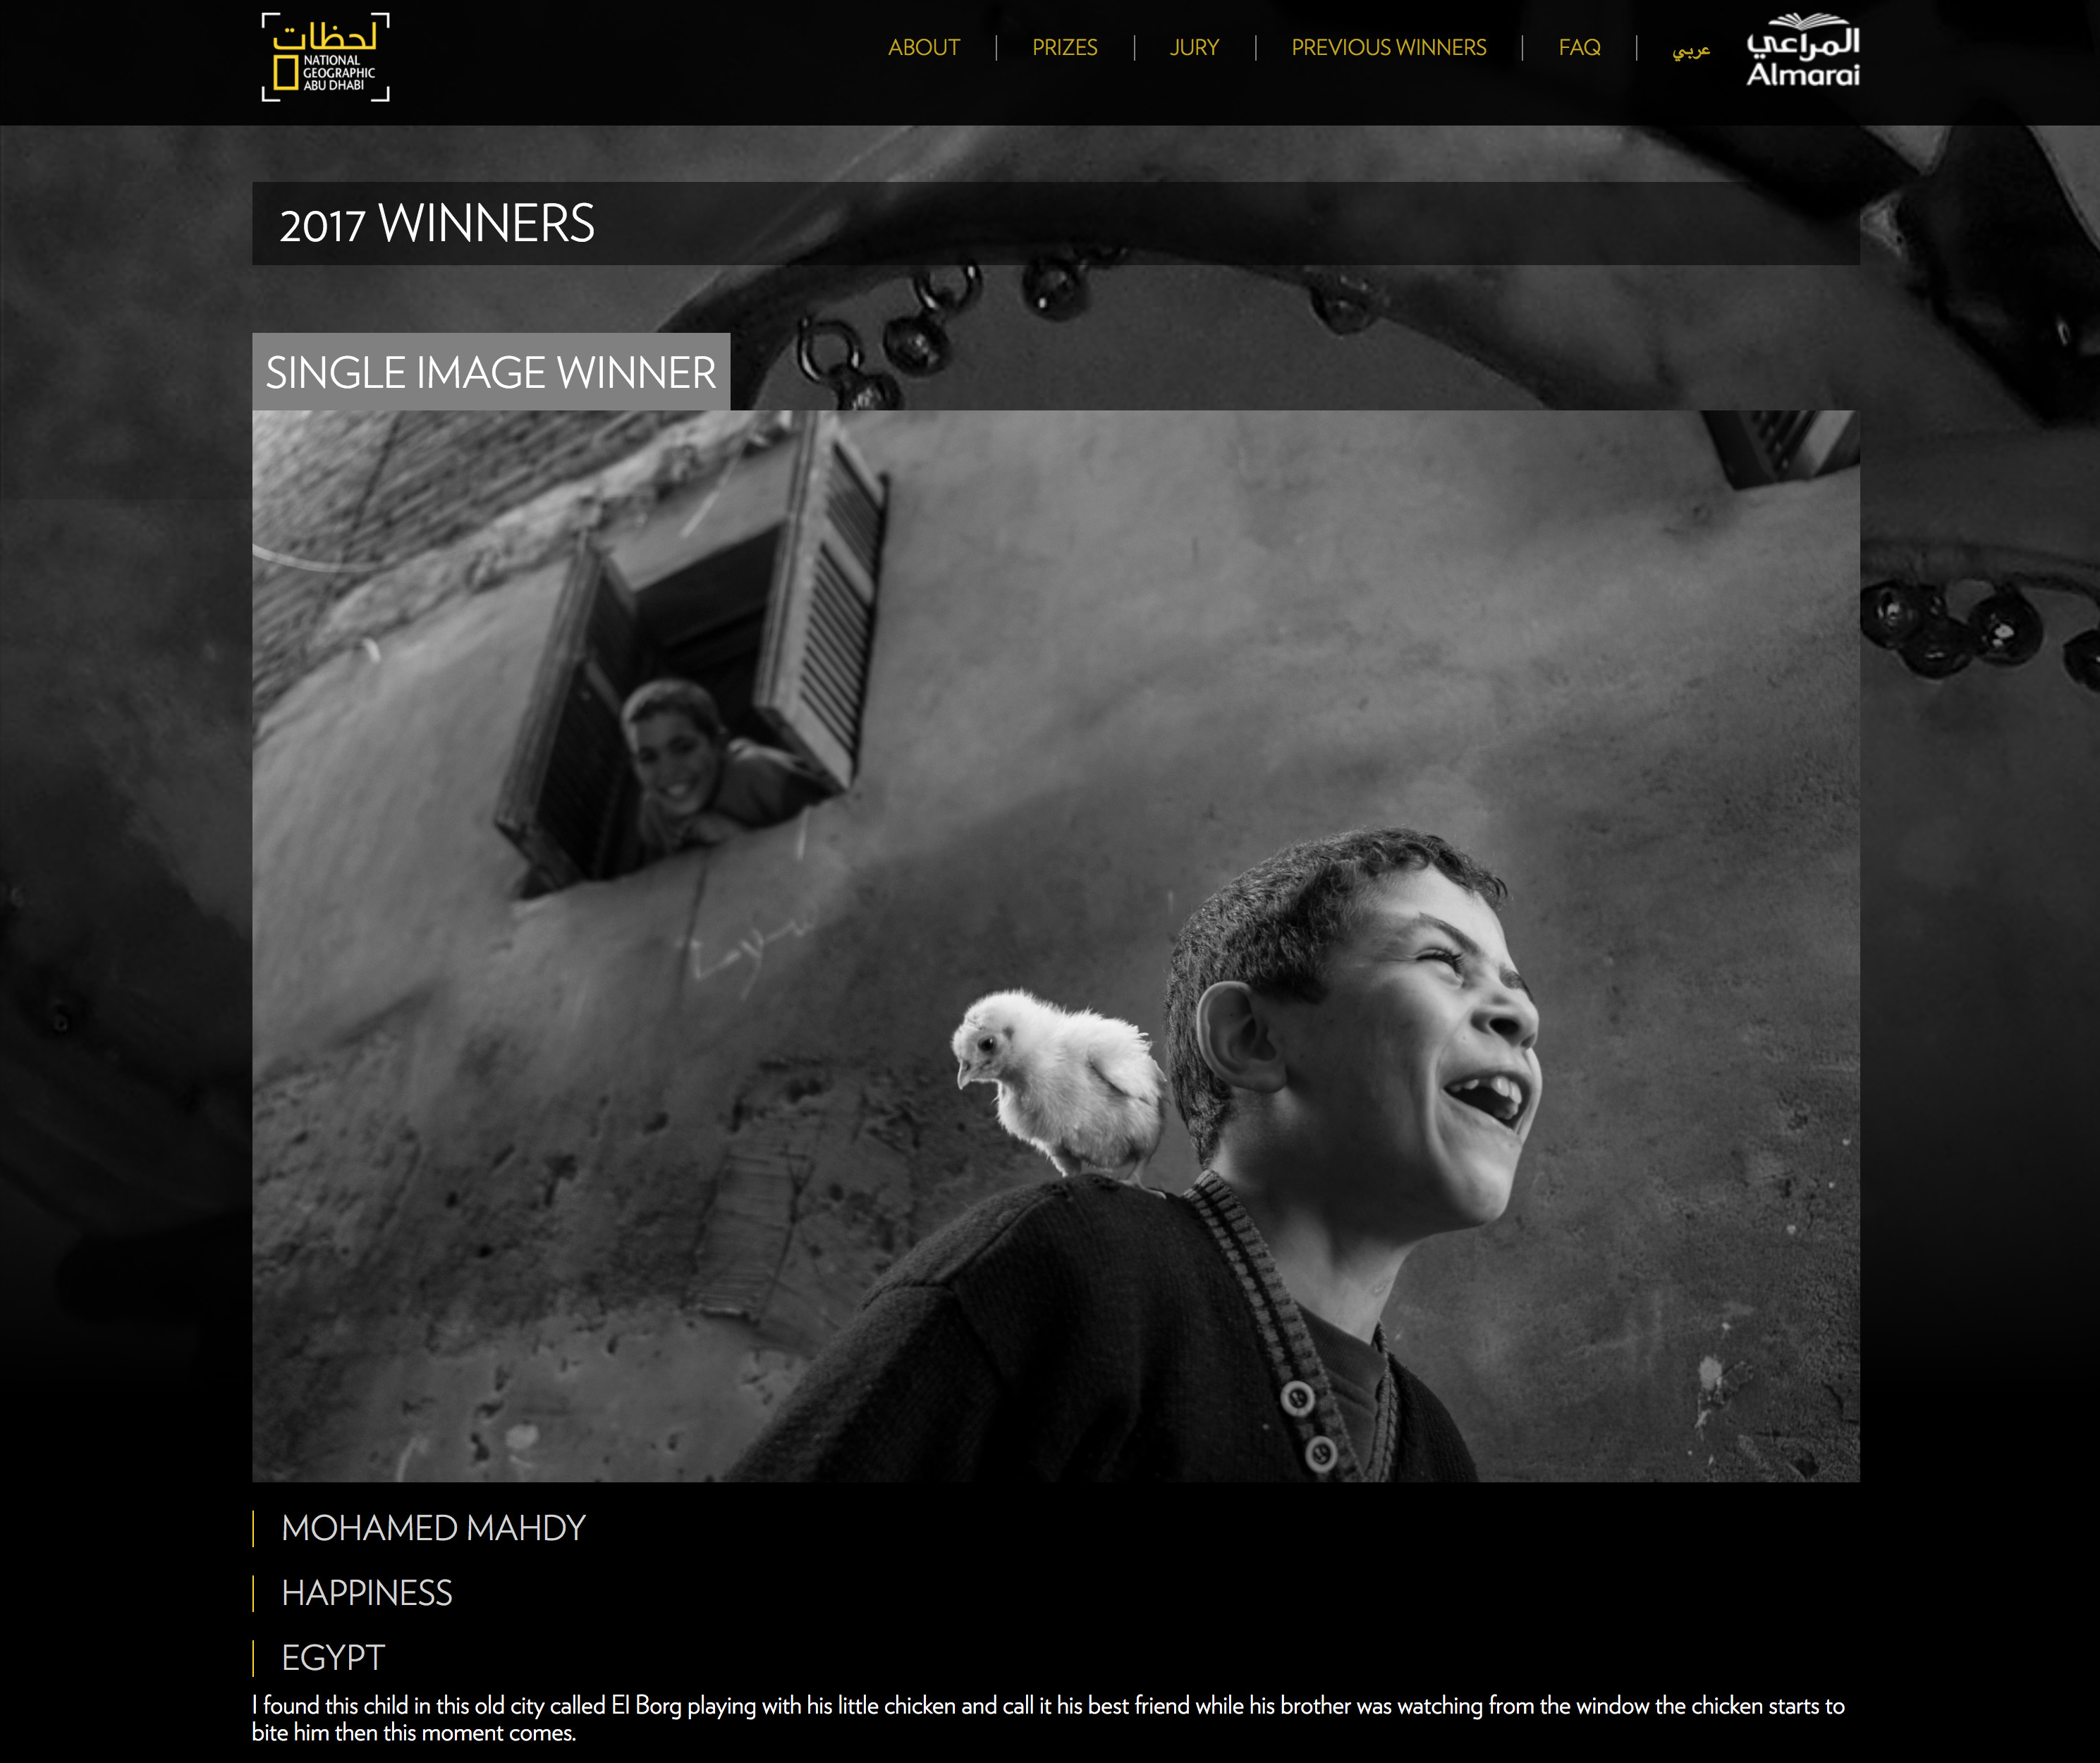 لحظات
NATIONAL
GEOGRAPHIC
ABU DHABI
ABOUT
PRIZES
JURY
PREVIOUS WINNERS
FAQ
عربي
المراعي
Almarai
2017 WINNERS
SINGLE IMAGE WINNER
MOHAMED MAHDY
HAPPINESS
EGYPT
I found this child in this old city called El Borg playing with his little chicken and call it his best friend while his brother was watching from the window the chicken starts to
bite him then this moment comes.